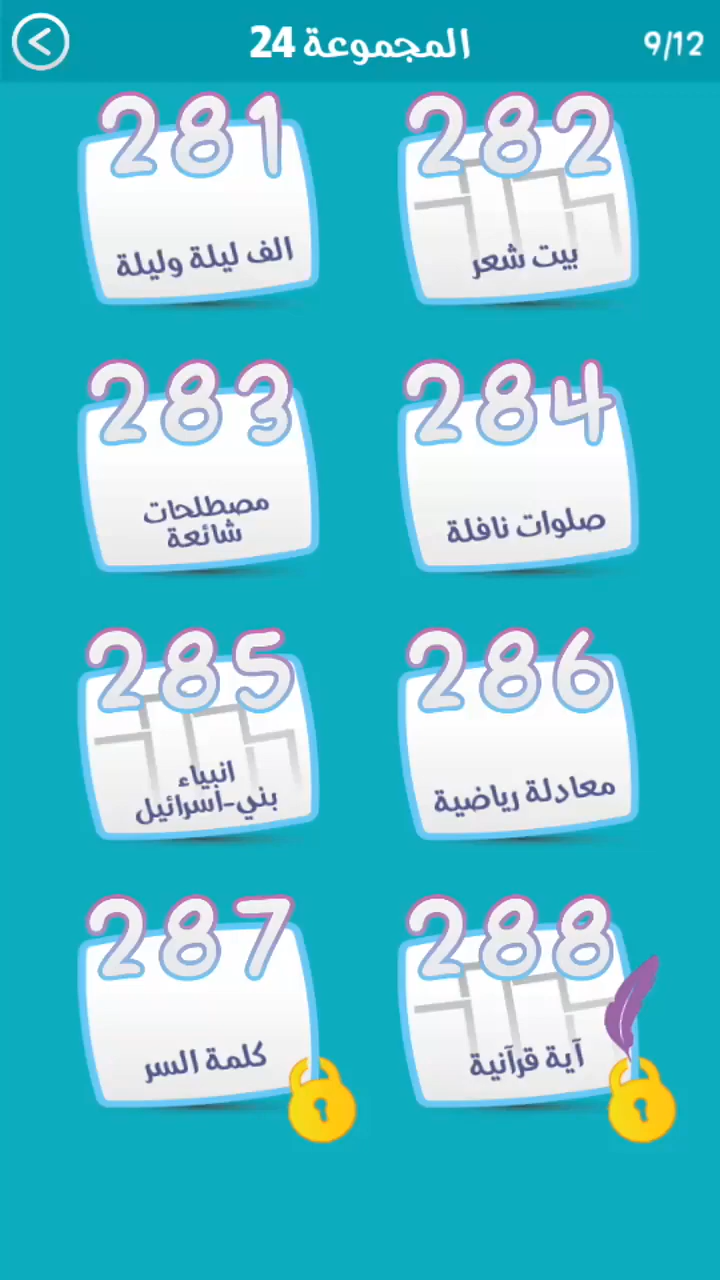 المجموعة 24
9/12
281
الف ليلة وليلة
282
بيت شعر
283
مصطلحات
شائعة
284
صلوات نافلة
285
انبياء
بني-اسرائيل
286
معادلة رياضية
287
كلمة السر
288
آية قرآنية